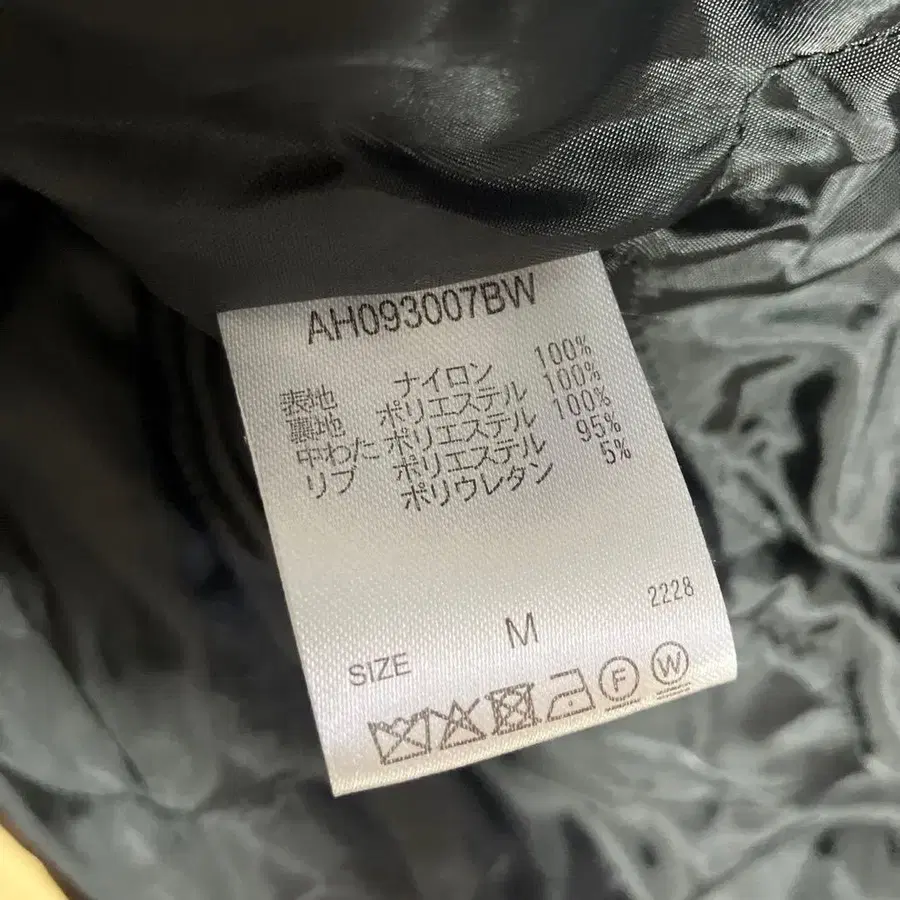 AH093007BW
表地 ナイロン 100%
裏地 ポリエステル 100%
中わた ポリエステル 100%
リブ ポリエステル 95%
ポリウレタン 5%
2228
SIZE M
F W